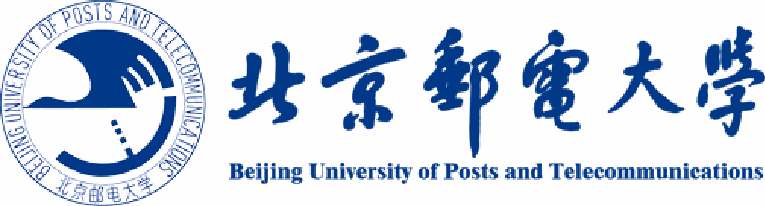 BEIJING UNIVERSITY OF POSTS AND TELECOMMUNICATIONS
北京邮电大学
北京郵電大學
Beijing University of Posts and Telecommunications